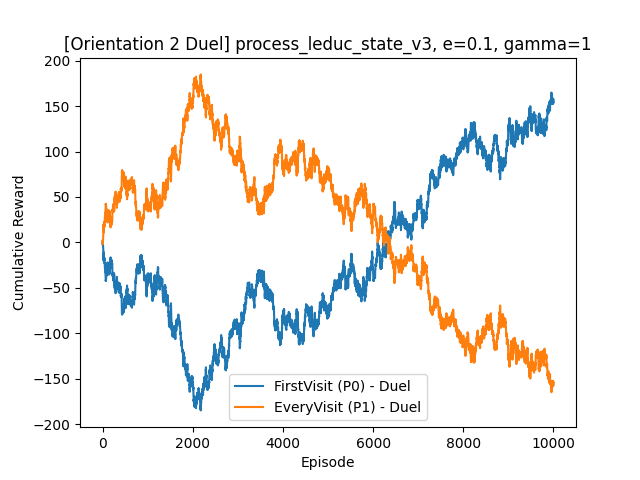 [Orientation 2 Duel] process_leduc_state_v3, e=0.1, gamma=1
Cumulative Reward
200
150
100
50
0
−50
−100
−150
−200
FirstVisit (P0) - Duel
EveryVisit (P1) - Duel
0 2000 4000 6000 8000 10000
Episode